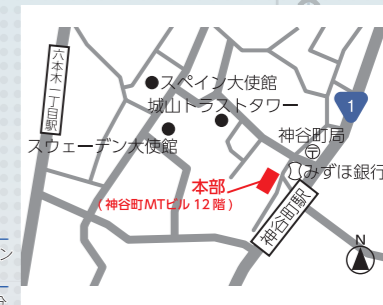 六本木一丁目駅
スペイン大使館
城山トラストタワー
スウェーデン大使館
1
神谷町局
みずほ銀行
本部
(神谷町MTビル 12階)
神谷町駅
N
ン